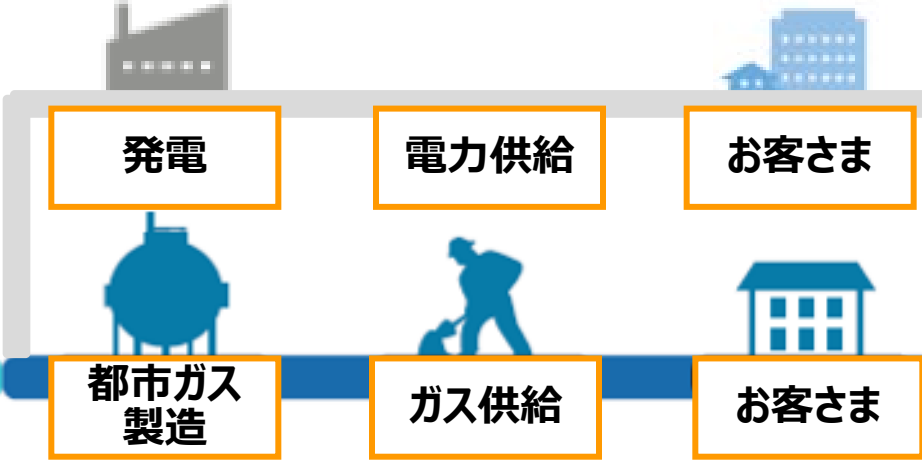 発電
電力供給
お客さま
都市ガス
製造
ガス供給
お客さま